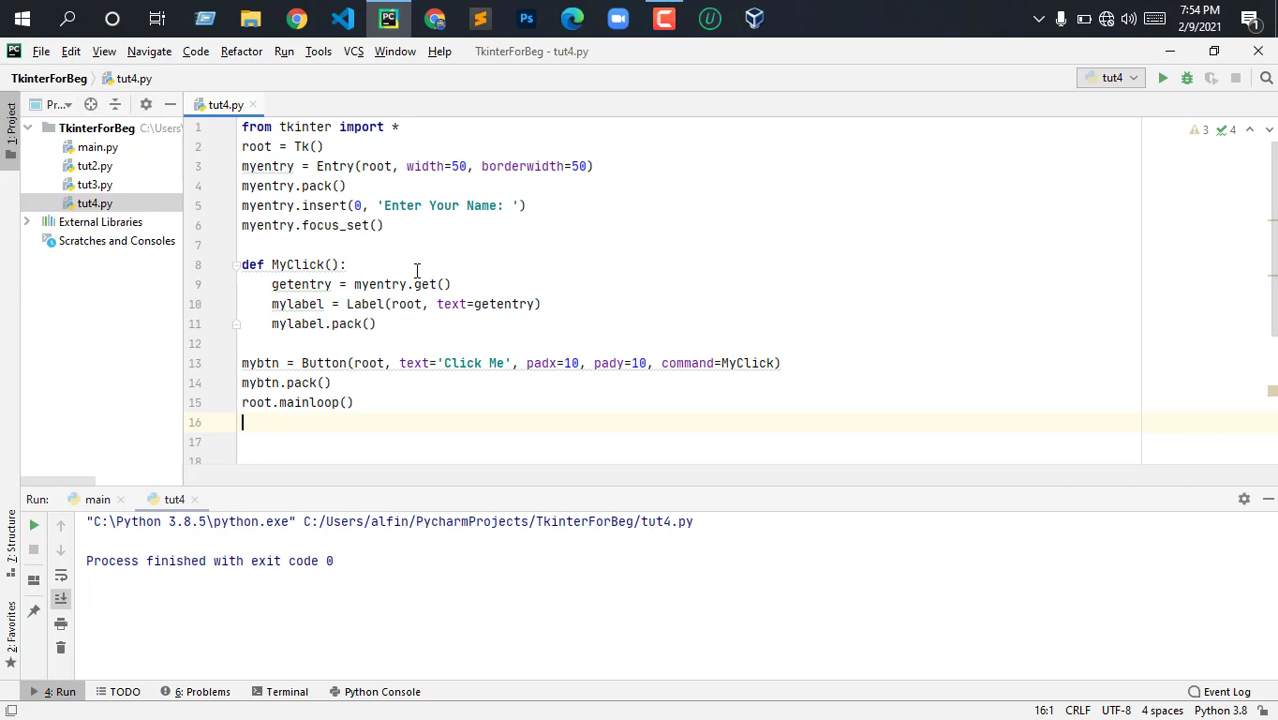 7:54 PM
2/9/2021
File Edit View Navigate Code Refactor Run Tools VCS Window Help TkinterForBeg - tut4.py
TkinterForBeg tut4.py
tut4
1: Project
Pr...
TkinterForBeg C:\Users\
main.py
tut2.py
tut3.py
tut4.py
External Libraries
Scratches and Consoles
tut4.py
3 4
1 from tkinter import *
2 root = Tk()
3 myentry = Entry(root, width=50, borderwidth=50)
4 myentry.pack()
5 myentry.insert(0, 'Enter Your Name: ')
6 myentry.focus_set()
7
8 def MyClick():
9 getentry = myentry.get()
10 mylabel = Label(root, text=getentry)
11 mylabel.pack()
12
13 mybtn = Button(root, text='Click Me', padx=10, pady=10, command=MyClick)
14 mybtn.pack()
15 root.mainloop()
16
17
18
Run: main tut4
"C:\Python 3.8.5\python.exe" C:/Users/alfin/PycharmProjects/TkinterForBeg/tut4.py
Process finished with exit code 0
7: Structure
2: Favorites
4: Run TODO 6: Problems Terminal Python Console Event Log
16:1 CRLF UTF-8 4 spaces Python 3.8